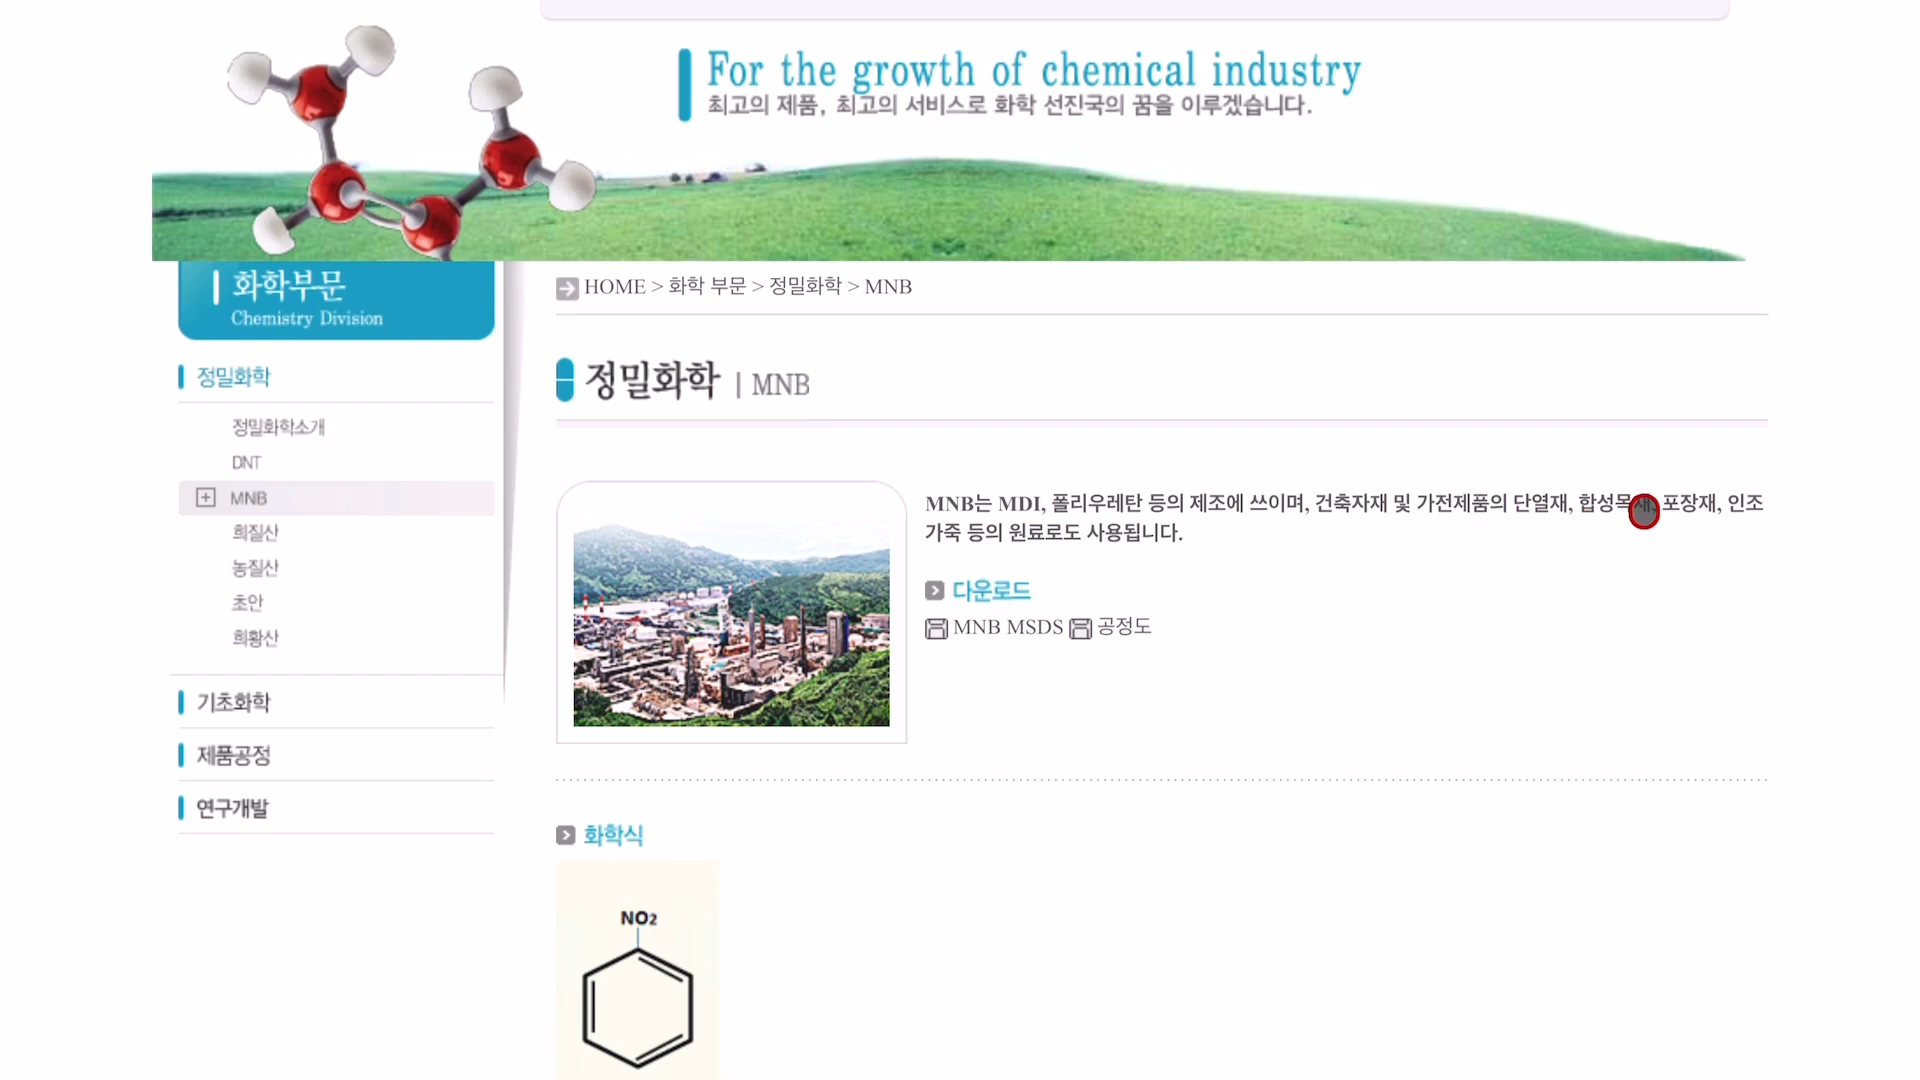 For the growth of chemical industry
최고의 제품, 최고의 서비스로 화학 선진국의 꿈을 이루겠습니다.
화학부문
Chemistry Division
HOME > 화학 부문 > 정밀화학 > MNB
정밀화학
정밀화학소개
DNT
MNB
희질산
농질산
초안
희황산
기초화학
제품공정
연구개발
정밀화학 | MNB
MNB는 MDI, 폴리우레탄 등의 제조에 쓰이며, 건축자재 및 가전제품의 단열재, 합성목재, 포장재, 인조
가죽 등의 원료로도 사용됩니다.
다운로드
MNB MSDS 공정도
화학식
NO2